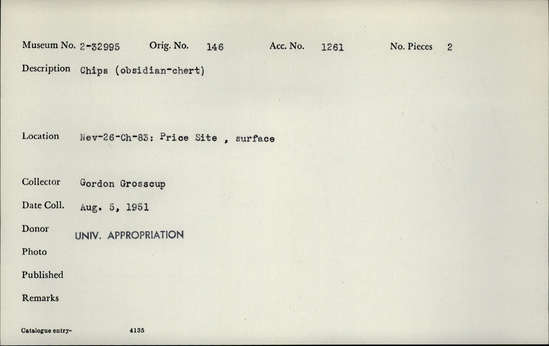 Museum No. 2-32995 Orig. No. 146 Acc. No. 1261 No. Pieces 2
Description Chips (obsidian-chert)
Location Nev-26-Ch-83: Price Site , surface
Collector Gordon Grosscup
Date Coll. Aug. 5, 1951
Donor UNIV. APPROPRIATION
Photo
Published
Remarks
Catalogue entry- 4135